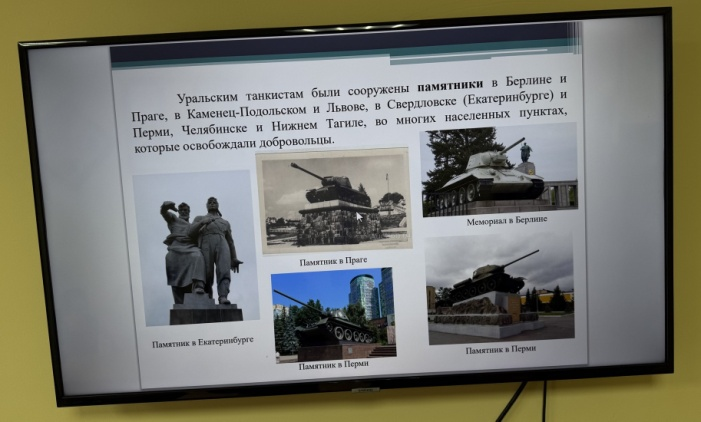 Уральским танкистам были сооружены памятники в Берлине и
Праге, в Каменец-Подольском и Львове, в Свердловске (Екатеринбурге) и
Перми, Челябинске и Нижнем Тагиле, во многих населенных пунктах,
которые освобождали добровольцы.
Мемориал в Берлине
Памятник в Праге
Памятник в Екатеринбурге
Памятник в Перми
Памятник в Перми